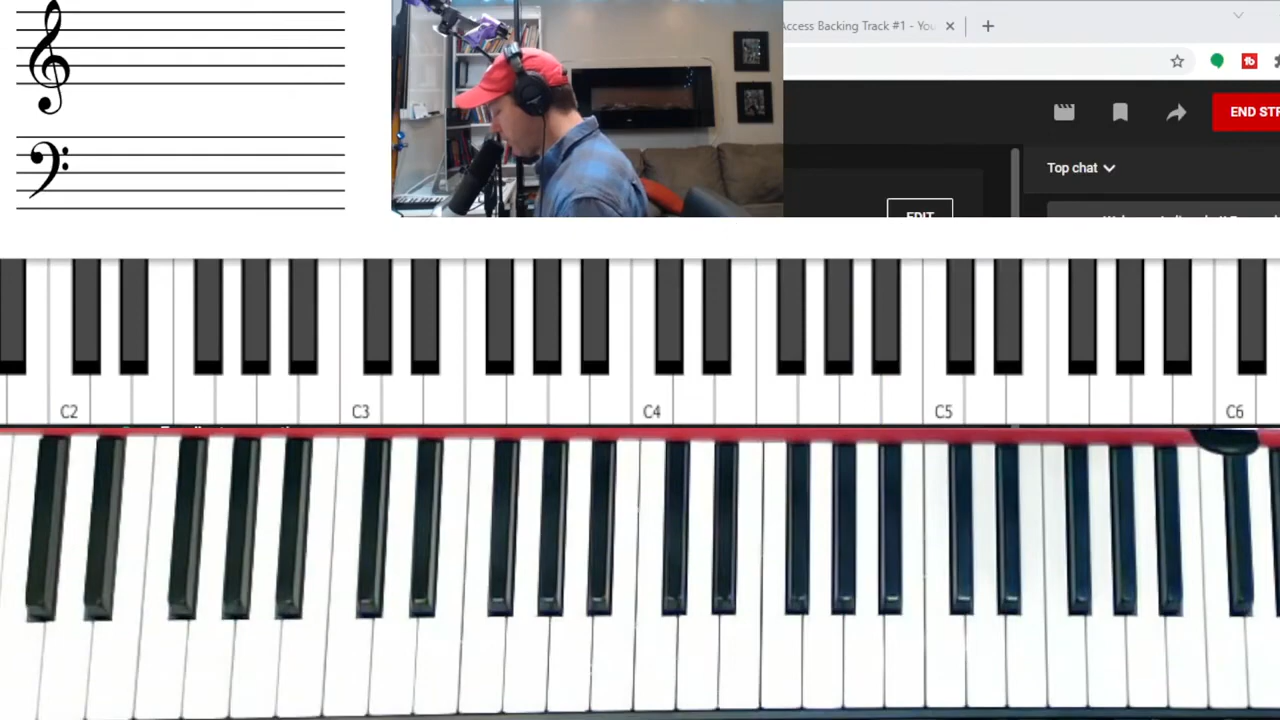 Access Backing Track #1 - You
END STR
Top chat
EDIT
C2 C3 C4 C5 C6